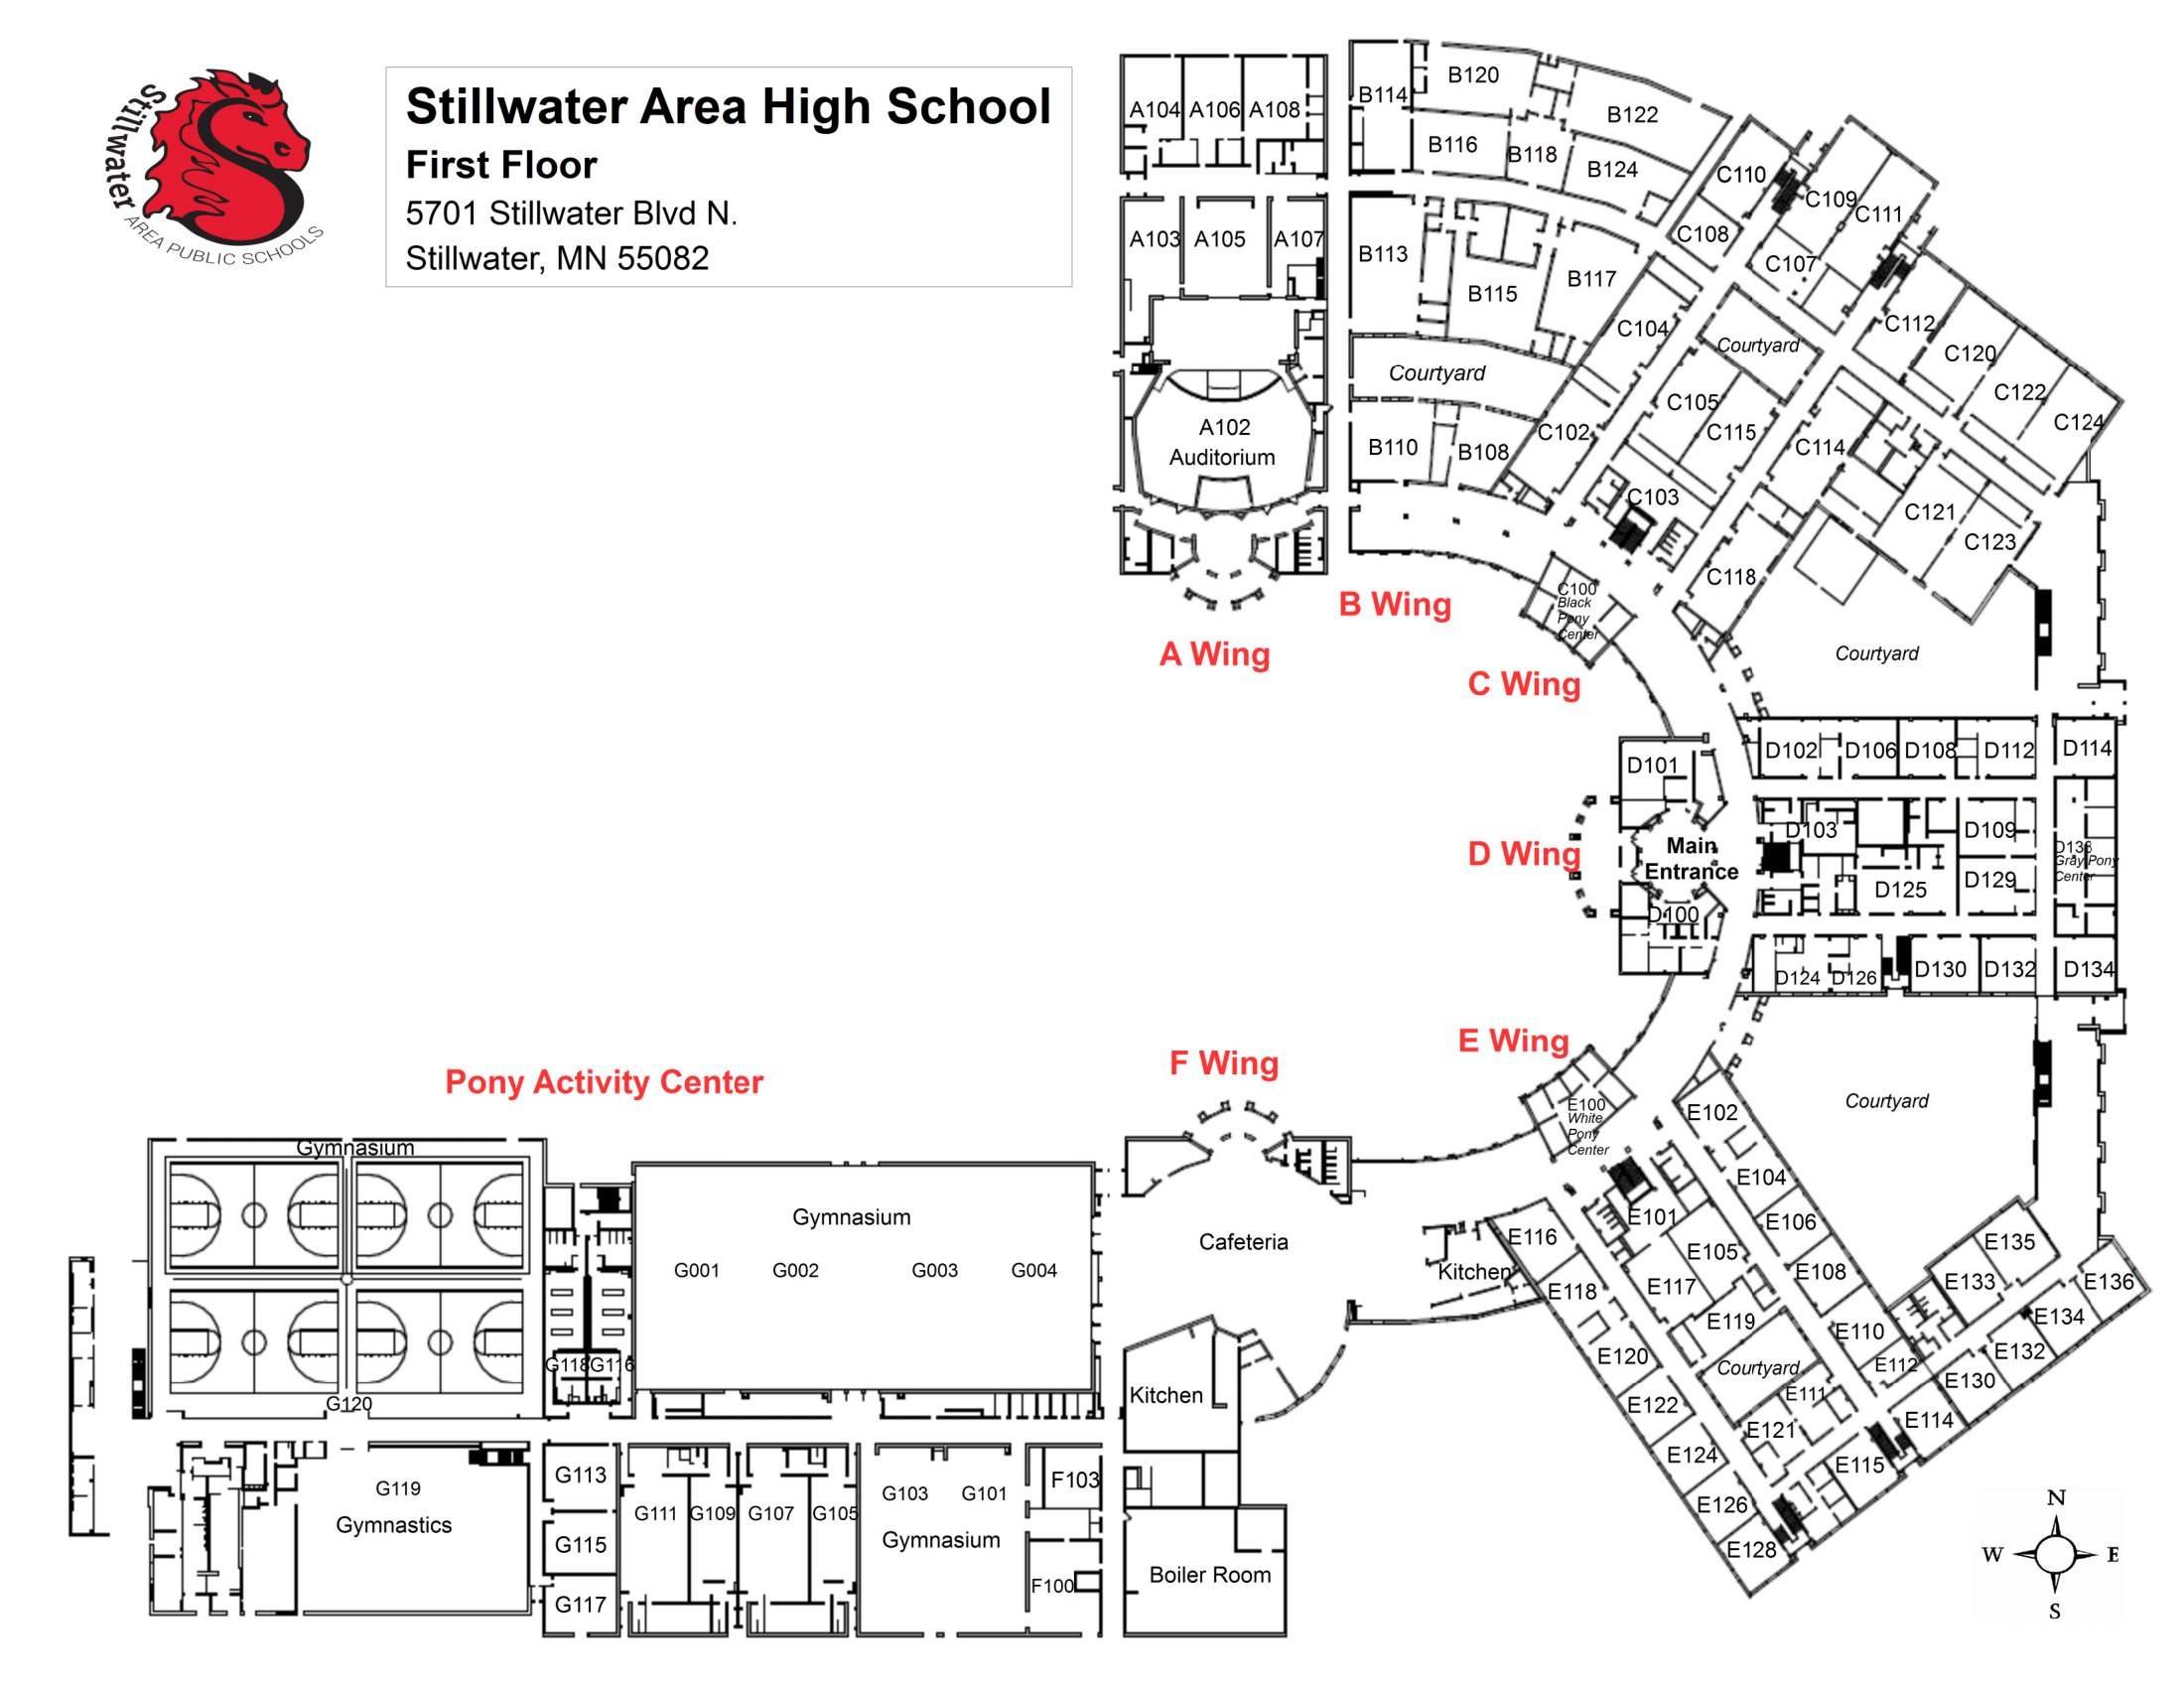 Stillwater
AREA PUBLIC SCHOOLS
Stillwater Area High School
First Floor
5701 Stillwater Blvd N.
Stillwater, MN 55082
A104
A106
A108
A103
A105
A107
A102
Auditorium
A Wing
B114
B120
B122
B116
B118
B124
B113
B115
B117
Courtyard
B110
B108
B Wing
C110
C109
C111
C108
C107
C104
Courtyard
C112
C120
C122
C124
C105
C115
C102
C114
C103
C121
C123
C118
C100
Black
Pony
Center
C Wing
Courtyard
D101
D102
D106
D108
D112
D114
D103
D109
D Wing
Main
Entrance
D133
Gray Pony
Center
D125
D129
D100
D124
D126
D130
D132
D134
E Wing
E100
White
Pony
Center
Courtyard
E102
E104
E106
E108
E101
E105
E116
E117
E118
E119
E120
Courtyard
E110
E112
E111
E121
E122
E124
E126
E128
E115
E114
E130
E132
E134
E136
E133
E135
F Wing
Cafeteria
Kitchen
Kitchen
Boiler Room
F103
F100
Pony Activity Center
Gymnasium
Gymnasium
G001
G002
G003
G004
G118
G116
G120
G119
Gymnastics
G113
G115
G117
G111
G109
G107
G105
G103
G101
Gymnasium
N
W
E
S